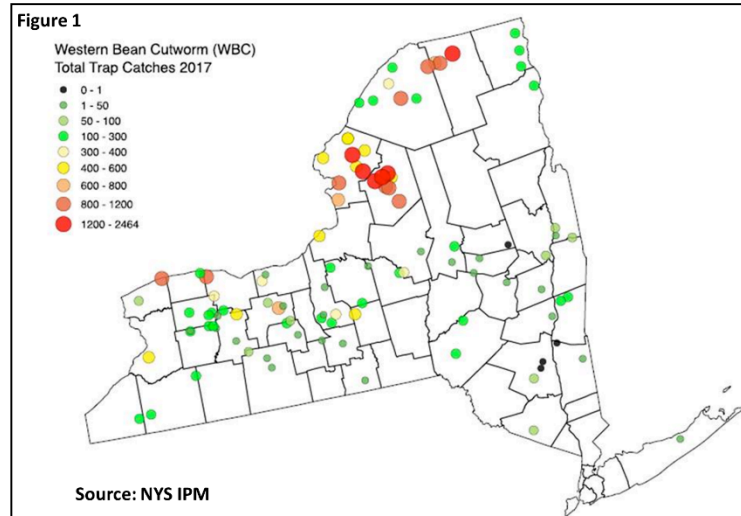 Figure 1
Western Bean Cutworm (WBC)
Total Trap Catches 2017
0 - 1
1 - 50
50 - 100
100 - 300
300 - 400
400 - 600
600 - 800
800 - 1200
1200 - 2464
Source: NYS IPM